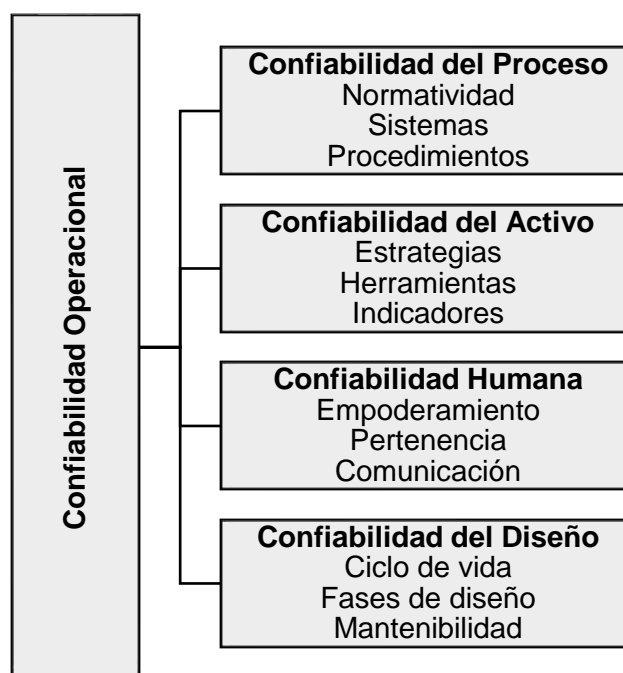 Confiabilidad Operacional
Confiabilidad del Proceso
Normatividad
Sistemas
Procedimientos
Confiabilidad del Activo
Estrategias
Herramientas
Indicadores
Confiabilidad Humana
Empoderamiento
Pertenencia
Comunicación
Confiabilidad del Diseño
Ciclo de vida
Fases de diseño
Mantenibilidad